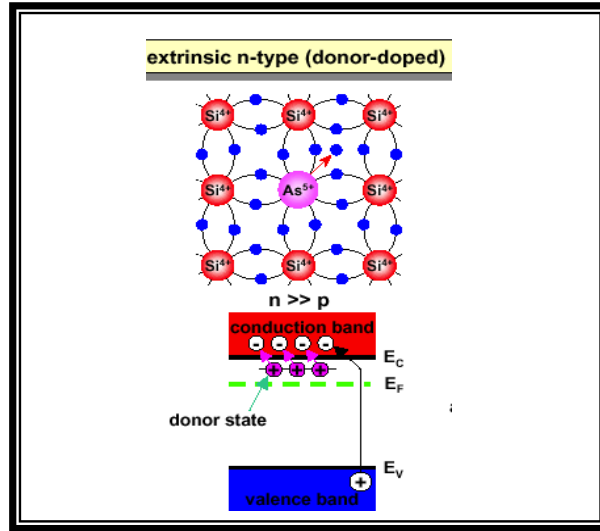 extrinsic n-type (donor-doped)
Si4+ Si4+ Si4+
Si4+ As5+ Si4+
Si4+ Si4+ Si4+
n >> p
conduction band
- - - -
EC
+ + +
EF
donor state
EV
+
valence band